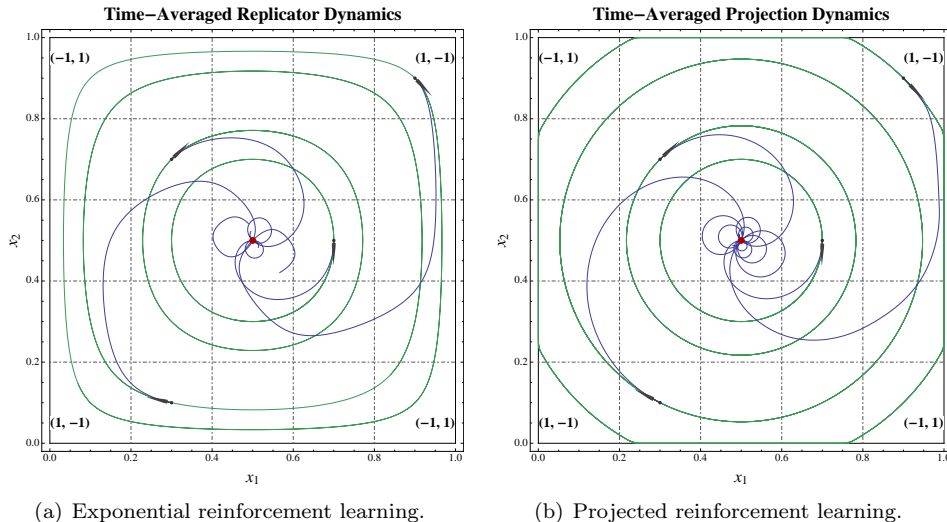 Time-Averaged Replicator Dynamics
1.0
(-1, 1)
(1, -1)
0.8
0.6
x2
0.4
0.2
(1, -1)
(-1, 1)
0.0
0.0 0.2 0.4 0.6 0.8 1.0
x1
(a) Exponential reinforcement learning.
Time-Averaged Projection Dynamics
1.0
(-1, 1)
(1, -1)
0.8
0.6
x2
0.4
0.2
(1, -1)
(-1, 1)
0.0
0.0 0.2 0.4 0.6 0.8 1.0
x1
(b) Projected reinforcement learning.